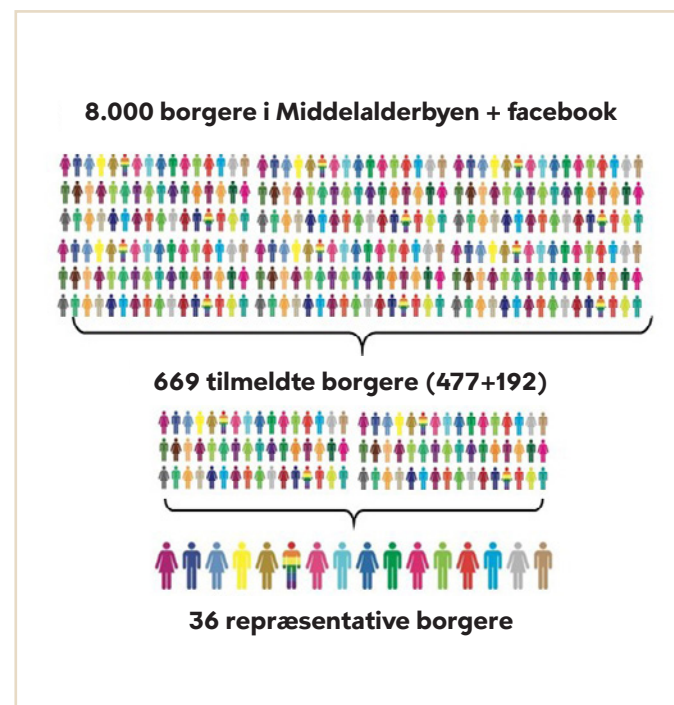 8.000 borgere i Middelalderbyen + facebook
669 tilmeldte borgere (477+192)
36 repræsentative borgere